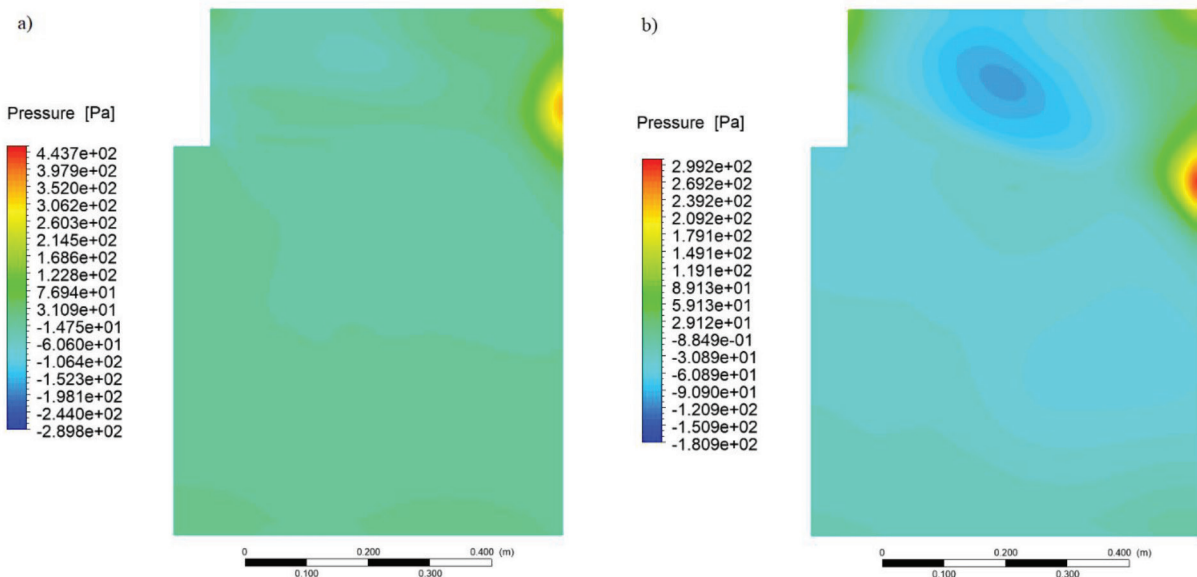 a)
Pressure [Pa]
4.437e+02
3.979e+02
3.520e+02
3.062e+02
2.603e+02
2.145e+02
1.686e+02
1.228e+02
7.694e+01
3.109e+01
-1.475e+01
-6.060e+01
-1.064e+02
-1.523e+02
-1.981e+02
-2.440e+02
-2.898e+02
0 0.200 0.400 (m)
0.100 0.300
b)
Pressure [Pa]
2.992e+02
2.692e+02
2.392e+02
2.092e+02
1.791e+02
1.491e+02
1.191e+02
8.913e+01
5.913e+01
2.912e+01
-8.849e-01
-3.089e+01
-6.089e+01
-9.090e+01
-1.209e+02
-1.509e+02
-1.809e+02
0 0.200 0.400 (m)
0.100 0.300